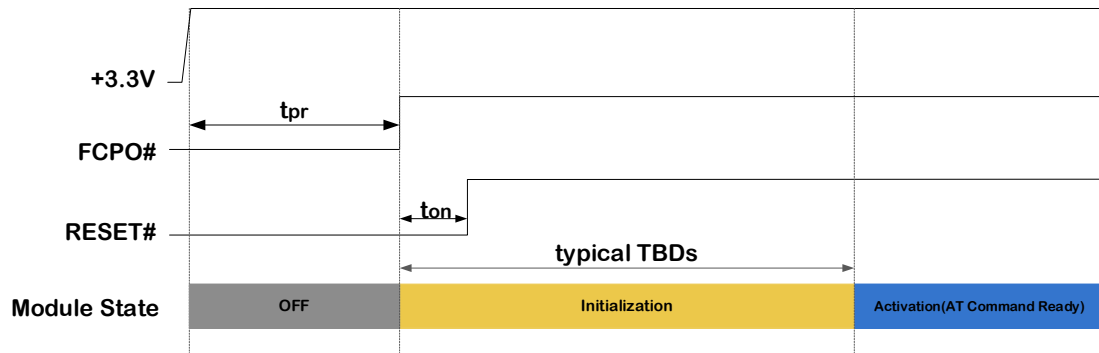 +3.3V
tpr
FCPO#
ton
RESET#
typical TBDs
Module State
OFF
Initialization
Activation(AT Command Ready)